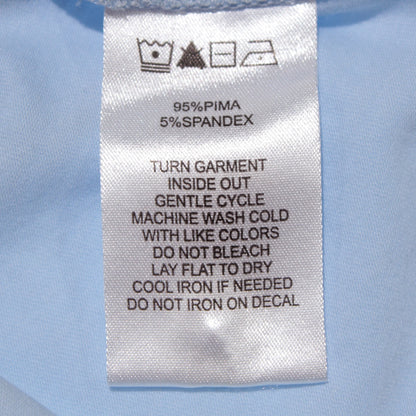 95%PIMA
5%SPANDEX
TURN GARMENT
INSIDE OUT
GENTLE CYCLE
MACHINE WASH COLD
WITH LIKE COLORS
DO NOT BLEACH
LAY FLAT TO DRY
COOL IRON IF NEEDED
DO NOT IRON ON DECAL